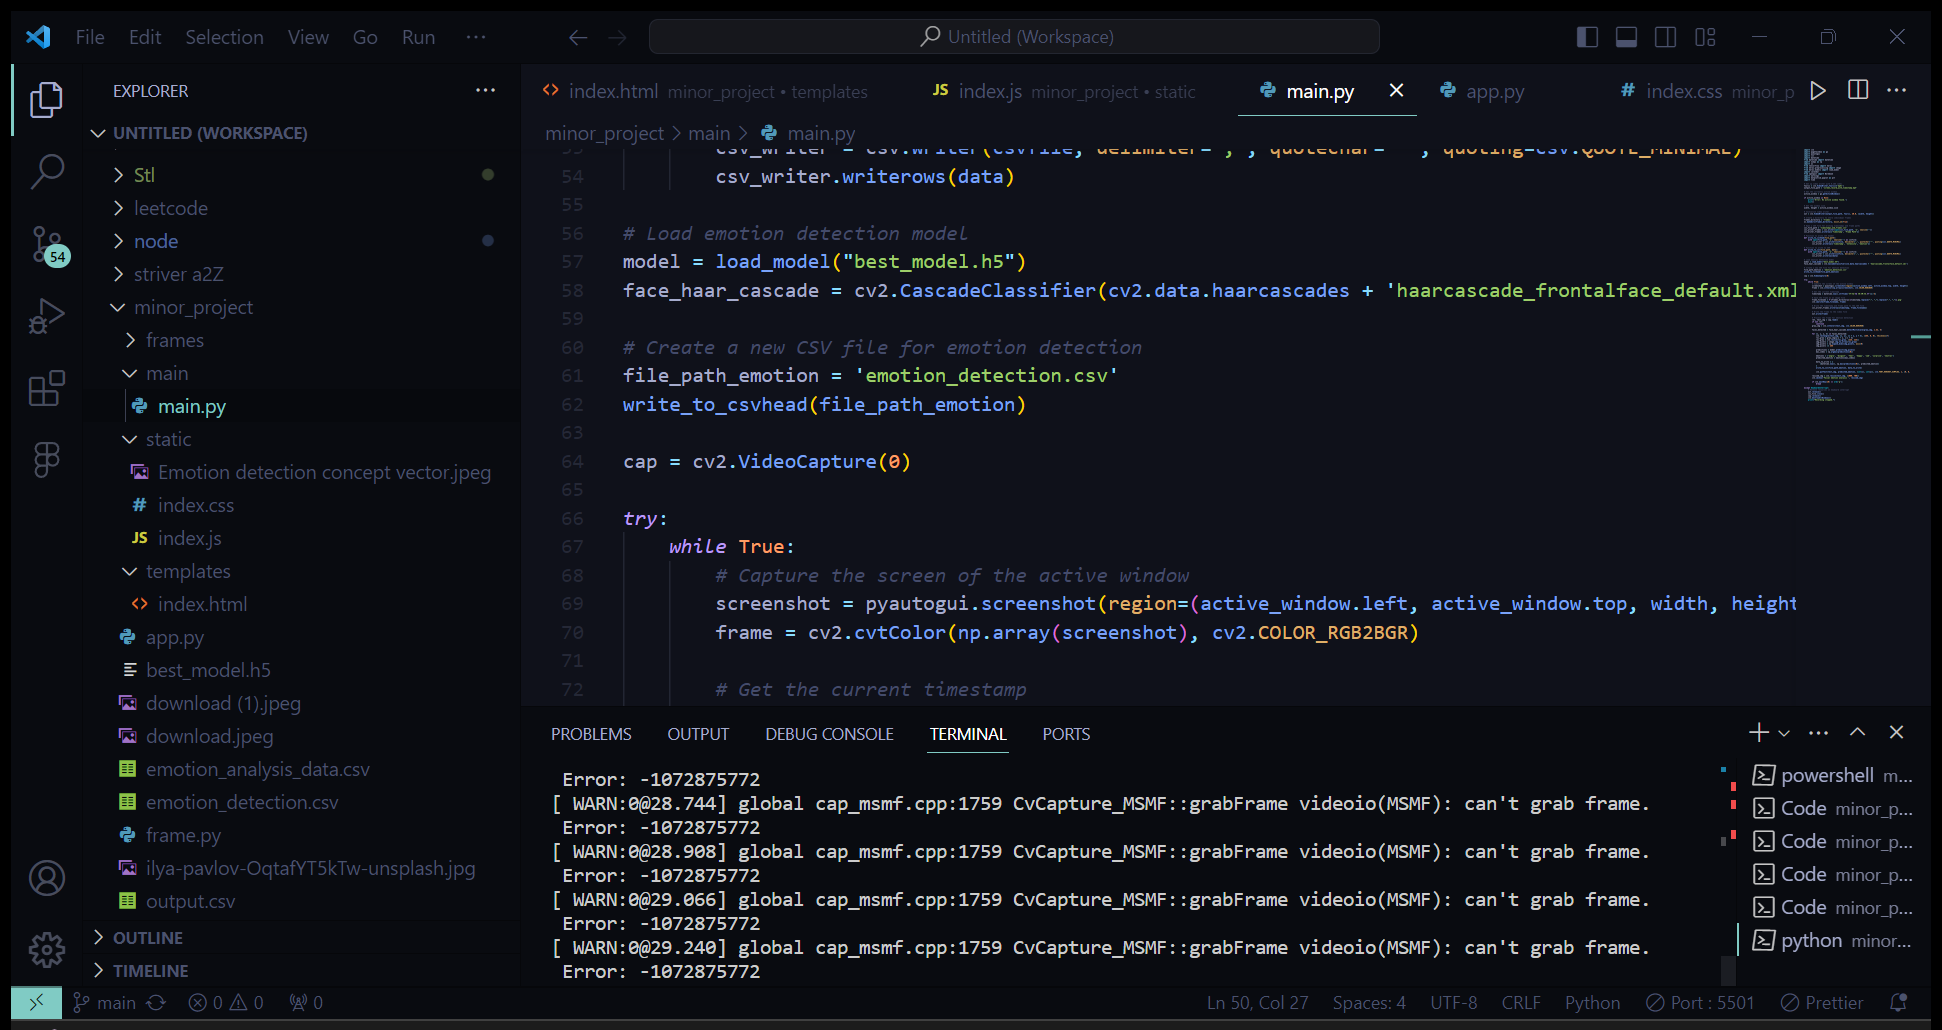 File Edit Selection View Go Run ...
Untitled (Workspace)
EXPLORER
UNTITLED (WORKSPACE)
Stl
leetcode
node
striver a2Z
minor_project
frames
main
main.py
static
Emotion detection concept vector.jpeg
# index.css
JS index.js
templates
<> index.html
app.py
best_model.h5
download (1).jpeg
download.jpeg
emotion_analysis_data.csv
emotion_detection.csv
frame.py
ilya-pavlov-OqtafYT5kTw-unsplash.jpg
output.csv
OUTLINE
TIMELINE
54
<> index.html minor_project • templates
JS index.js minor_project • static
main.py
app.py
# index.css minor_p
minor_project > main > main.py
53 csv_writer = csv.writer(csvfile, delimiter=',', quotechar= , quoting=csv.QUOTE_MINIMAL)
54 csv_writer.writerows(data)
55
56 # Load emotion detection model
57 model = load_model("best_model.h5")
58 face_haar_cascade = cv2.CascadeClassifier(cv2.data.haarcascades + 'haarcascade_frontalface_default.xml
59
60 # Create a new CSV file for emotion detection
61 file_path_emotion = 'emotion_detection.csv'
62 write_to_csvhead(file_path_emotion)
63
64 cap = cv2.VideoCapture(0)
65
66 try:
67 while True:
68 # Capture the screen of the active window
69 screenshot = pyautogui.screenshot(region=(active_window.left, active_window.top, width, height
70 frame = cv2.cvtColor(np.array(screenshot), cv2.COLOR_RGB2BGR)
71
72 # Get the current timestamp
PROBLEMS OUTPUT DEBUG CONSOLE TERMINAL PORTS
Error: -1072875772
[ WARN:0@28.744] global cap_msmf.cpp:1759 CvCapture_MSMF::grabFrame videoio(MSMF): can't grab frame.
Error: -1072875772
[ WARN:0@28.908] global cap_msmf.cpp:1759 CvCapture_MSMF::grabFrame videoio(MSMF): can't grab frame.
Error: -1072875772
[ WARN:0@29.066] global cap_msmf.cpp:1759 CvCapture_MSMF::grabFrame videoio(MSMF): can't grab frame.
Error: -1072875772
[ WARN:0@29.240] global cap_msmf.cpp:1759 CvCapture_MSMF::grabFrame videoio(MSMF): can't grab frame.
Error: -1072875772
powershell m...
Code minor_p...
Code minor_p...
Code minor_p...
Code minor_p...
python minor...
main 0 0 0
Ln 50, Col 27 Spaces: 4 UTF-8 CRLF Python Port : 5501 Prettier